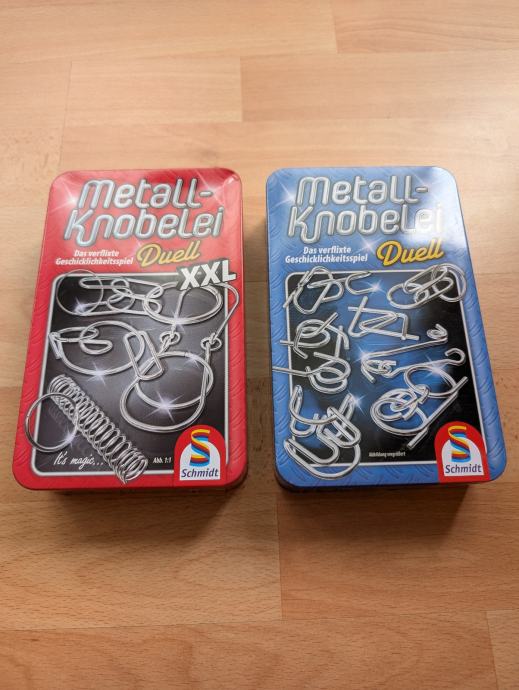 Metall-
Knobelei
Das verflixte
Geschicklichkeitsspiel
Duell
XXL
It's magic...
Abb. 1:1
Schmidt
Metall-
Knobelei
Das verflixte
Geschicklichkeitsspiel
Duell
Abbildung vergrößert
Schmidt